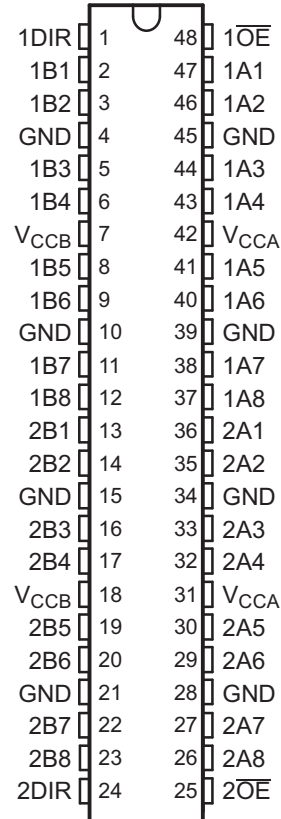 1DIR 1 48 1O̅E̅
1B1 2 47 1A1
1B2 3 46 1A2
GND 4 45 GND
1B3 5 44 1A3
1B4 6 43 1A4
VCCB 7 42 VCCA
1B5 8 41 1A5
1B6 9 40 1A6
GND 10 39 GND
1B7 11 38 1A7
1B8 12 37 1A8
2B1 13 36 2A1
2B2 14 35 2A2
GND 15 34 GND
2B3 16 33 2A3
2B4 17 32 2A4
VCCB 18 31 VCCA
2B5 19 30 2A5
2B6 20 29 2A6
GND 21 28 GND
2B7 22 27 2A7
2B8 23 26 2A8
2DIR 24 25 2O̅E̅